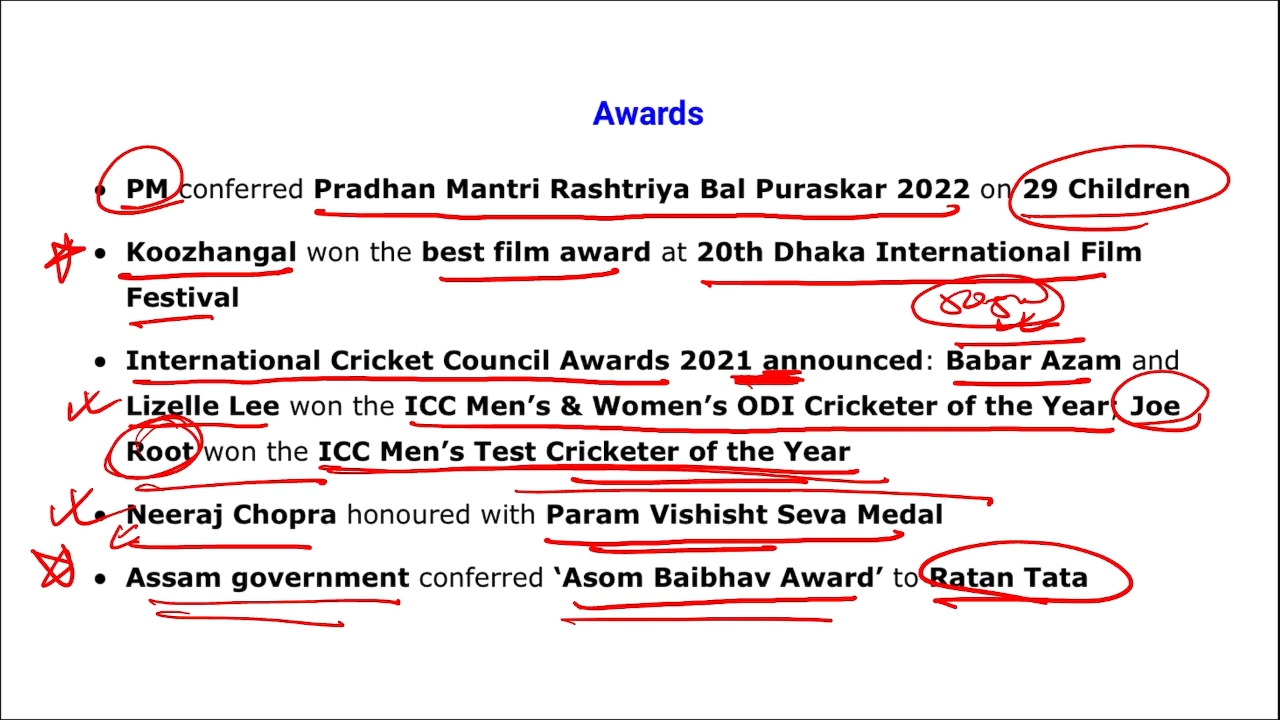 Awards
• PM conferred Pradhan Mantri Rashtriya Bal Puraskar 2022 on 29 Children
• Koozhangal won the best film award at 20th Dhaka International Film
Festival
• International Cricket Council Awards 2021 announced: Babar Azam and
Lizelle Lee won the ICC Men’s & Women’s ODI Cricketer of the Year; Joe
Root won the ICC Men’s Test Cricketer of the Year
• Neeraj Chopra honoured with Param Vishisht Seva Medal
• Assam government conferred ‘Asom Baibhav Award’ to Ratan Tata